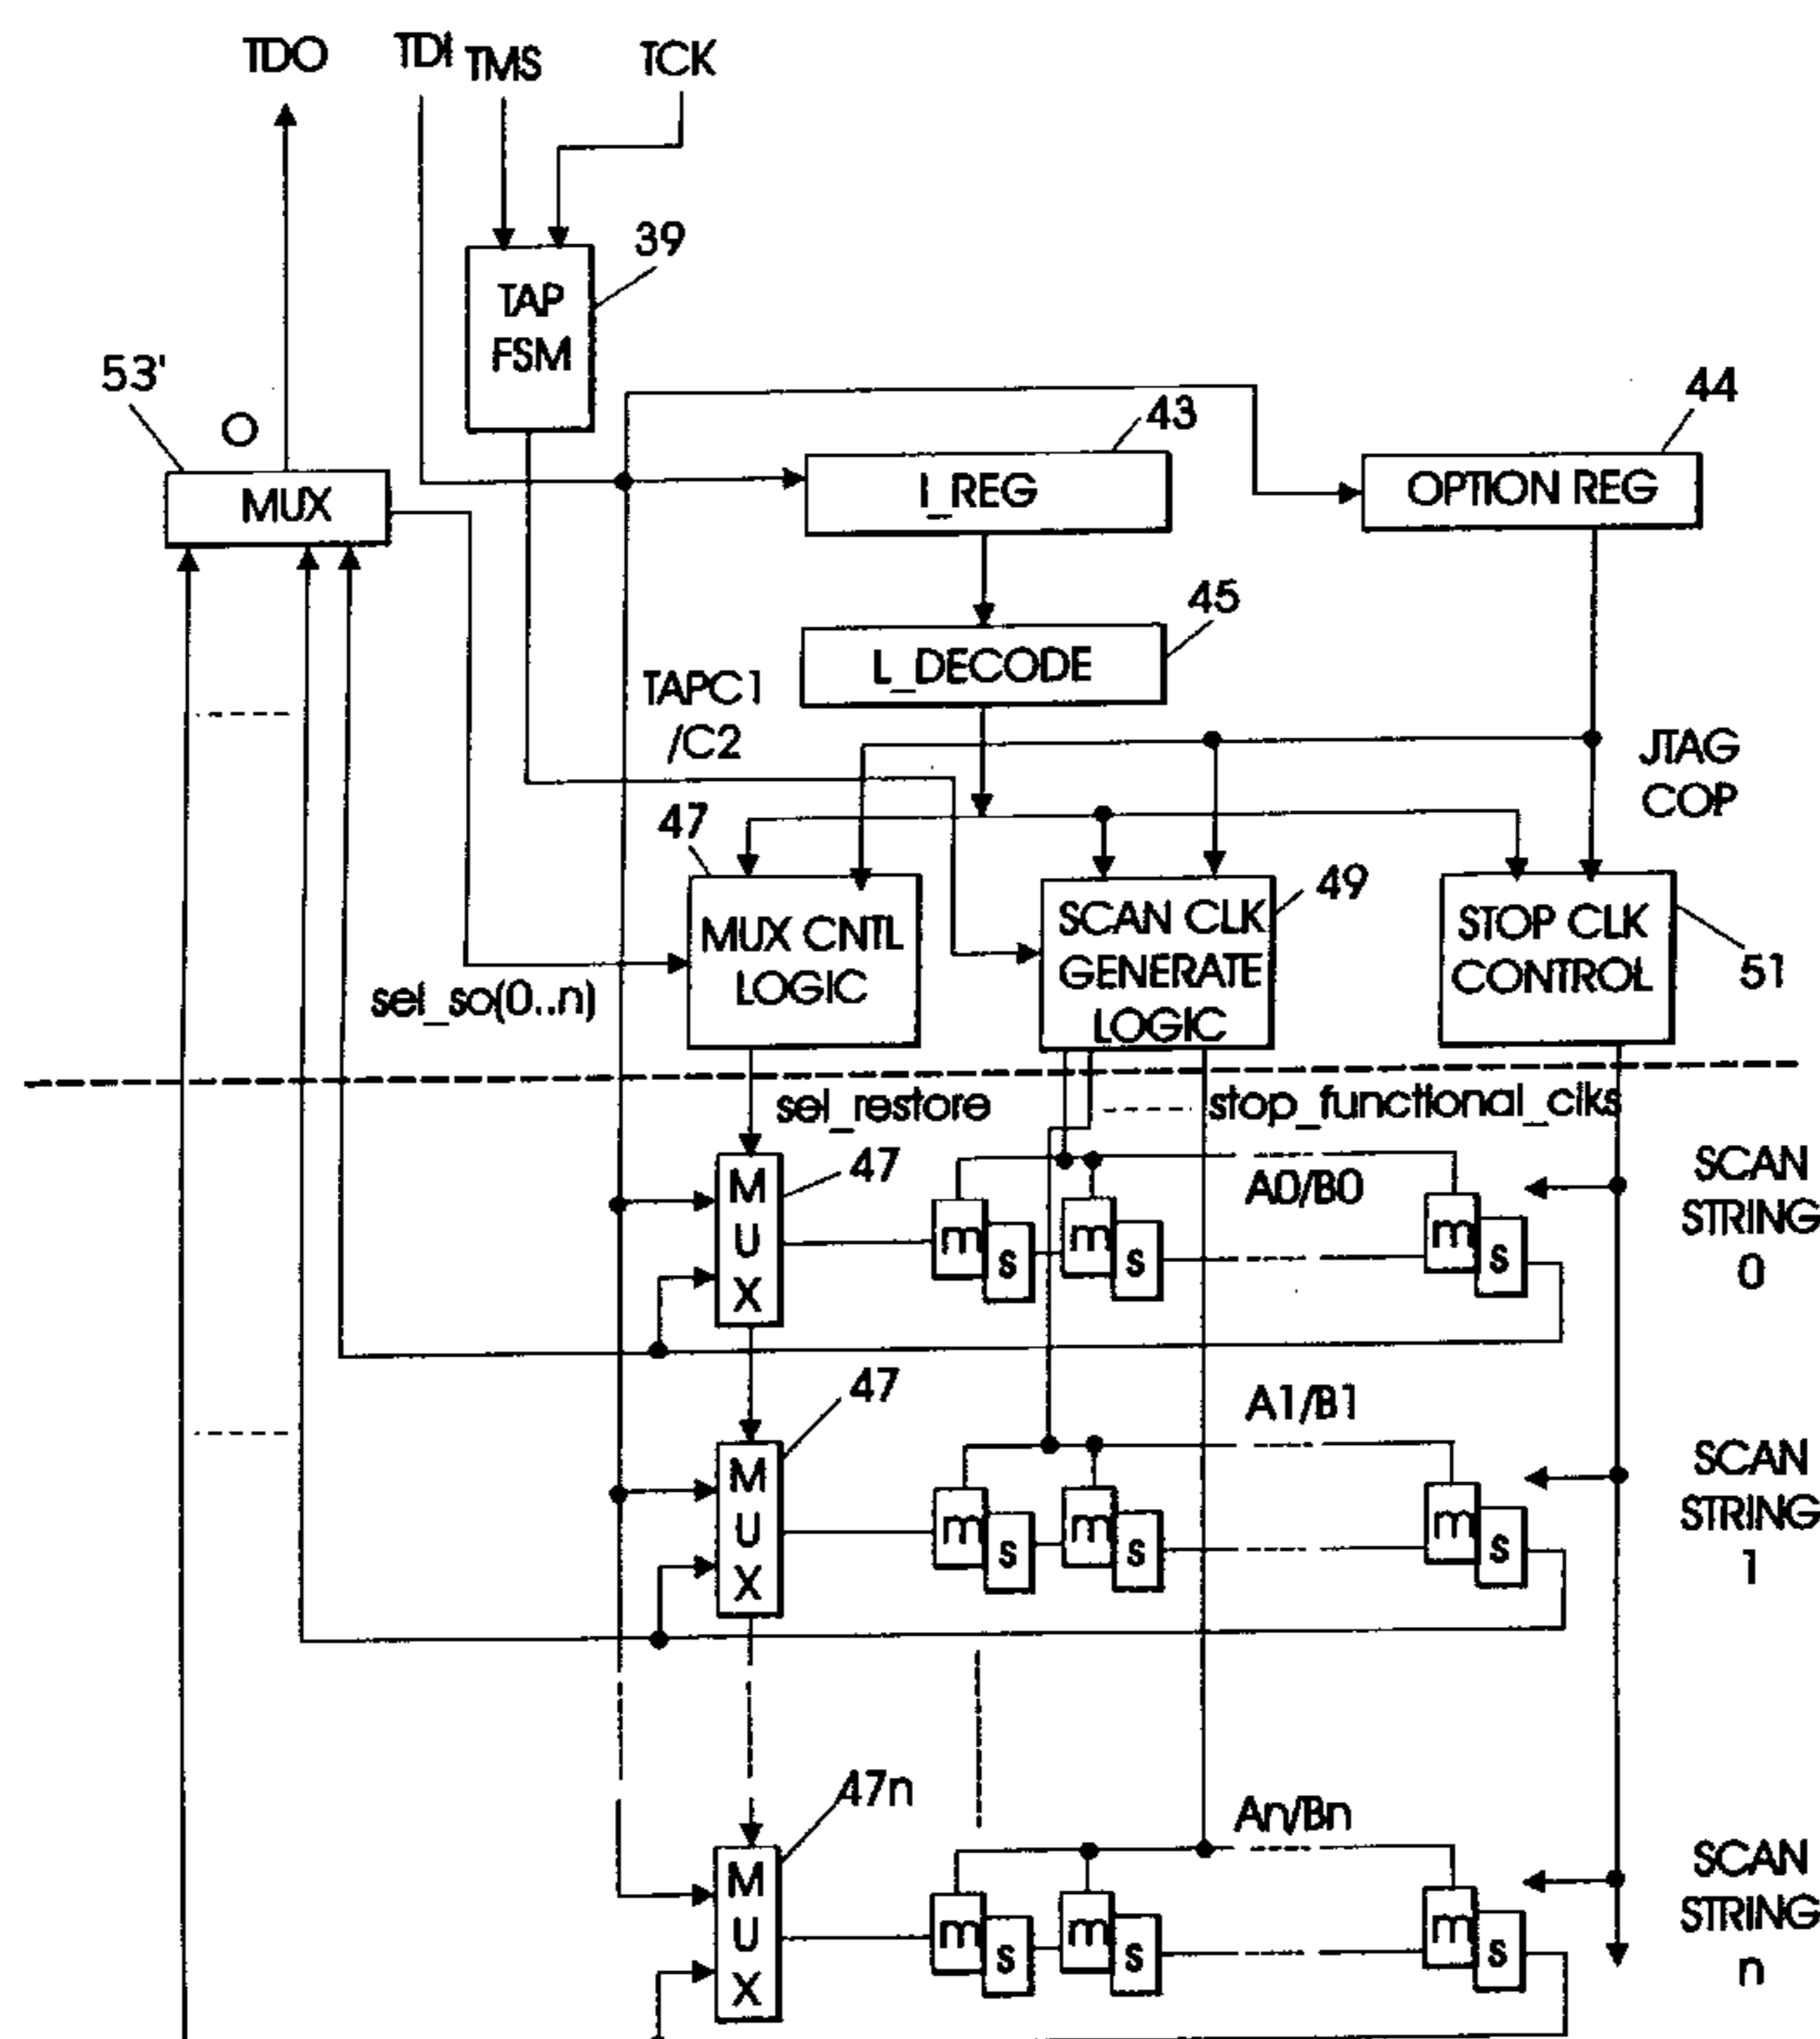 TDO TDI TMS TCK
39
TAP
FSM
53'
O
MUX
43
I_REG
44
OPTION REG
45
L_DECODE
TAPC1
/C2
JTAG
COP
47
MUX CNTL
LOGIC
49
SCAN CLK
GENERATE
LOGIC
STOP CLK
CONTROL
51
sel_so(0..n)
sel_restore
stop_functional_clks
47
M
U
X
A0/B0
m s m s m s
SCAN
STRING
0
47
M
U
X
A1/B1
m s m s m s
SCAN
STRING
1
47n
M
U
X
An/Bn
m s m s m s
SCAN
STRING
n